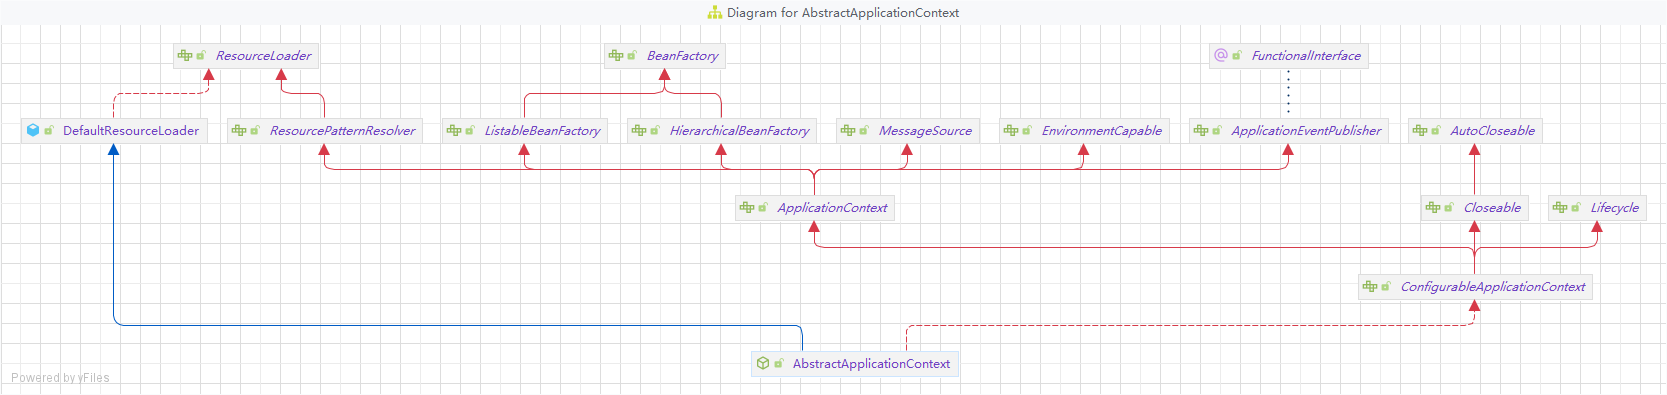 Diagram for AbstractApplicationContext
ResourceLoader
BeanFactory
FunctionalInterface
DefaultResourceLoader
ResourcePatternResolver
ListableBeanFactory
HierarchicalBeanFactory
MessageSource
EnvironmentCapable
ApplicationEventPublisher
AutoCloseable
ApplicationContext
Closeable
Lifecycle
ConfigurableApplicationContext
AbstractApplicationContext
Powered by yFiles